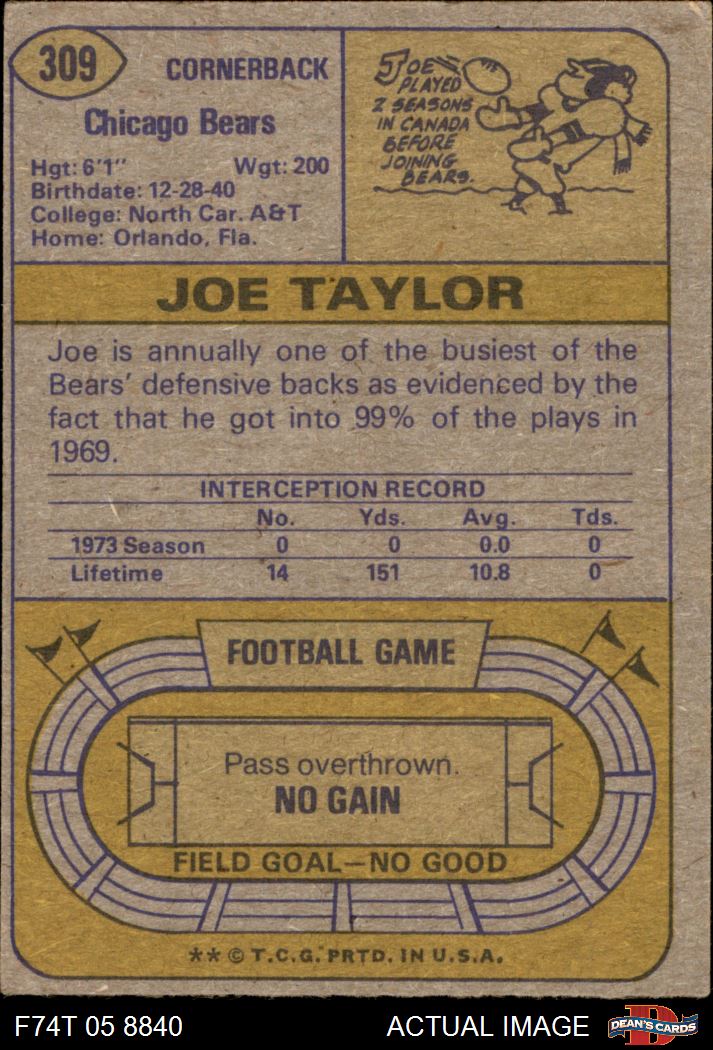 309
CORNERBACK
Chicago Bears
Hgt: 6'1" Wgt: 200
Birthdate: 12-28-40
College: North Car. A&T
Home: Orlando, Fla.
JOE
PLAYED
2 SEASONS
IN CANADA
BEFORE
JOINING
BEARS.
JOE TAYLOR
Joe is annually one of the busiest of the
Bears' defensive backs as evidenced by the
fact that he got into 99% of the plays in
1969.
INTERCEPTION RECORD
No. Yds. Avg. Tds.
1973 Season 0 0 0.0 0
Lifetime 14 151 10.8 0
FOOTBALL GAME
Pass overthrown.
NO GAIN
FIELD GOAL—NO GOOD
** © T.C.G. PRTD. IN U.S.A.
F74T 05 8840 ACTUAL IMAGE
D
DEAN'S CARDS